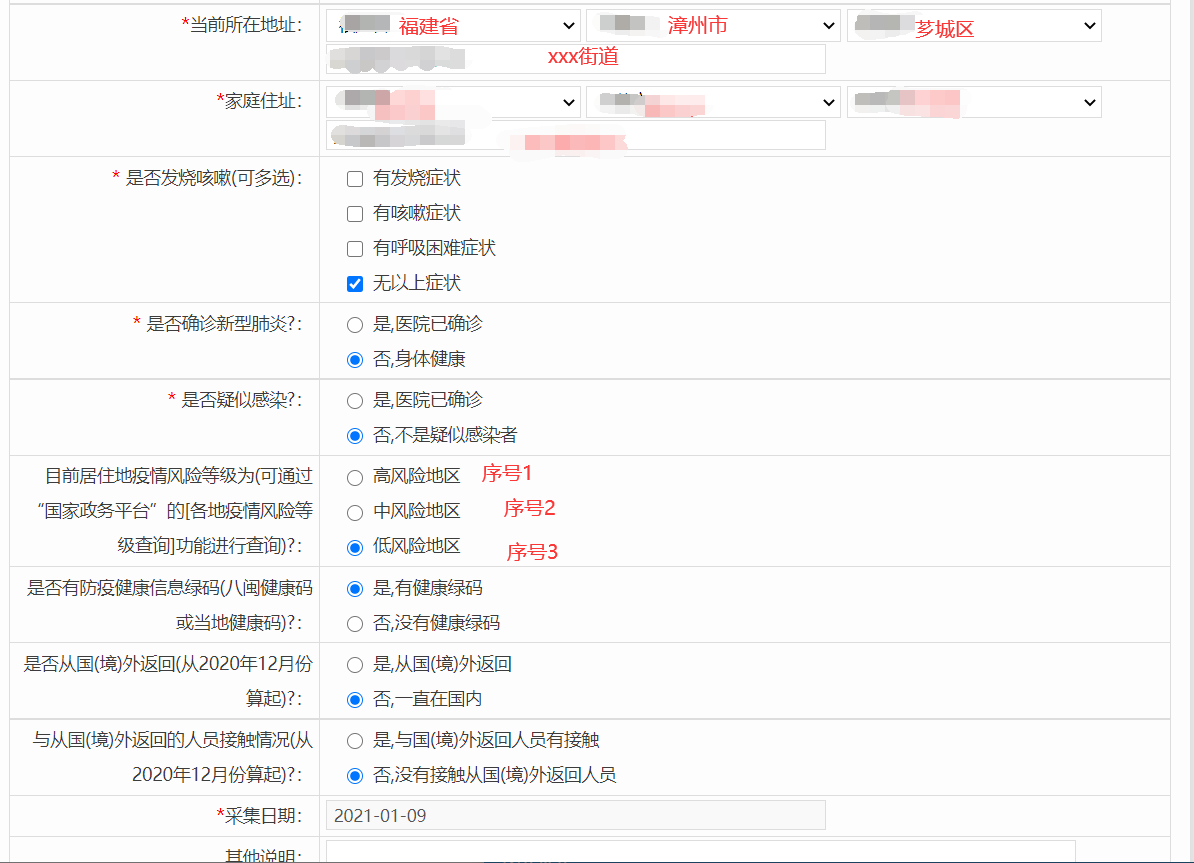 *当前所在地址: 福建省 漳州市 芗城区
xxx街道
*家庭住址:
* 是否发烧咳嗽(可多选): 有发烧症状
有咳嗽症状
有呼吸困难症状
无以上症状
* 是否确诊新型肺炎?: 是,医院已确诊
否,身体健康
* 是否疑似感染?: 是,医院已确诊
否,不是疑似感染者
目前居住地疫情风险等级为(可通过 高风险地区 序号1
“国家政务平台”的[各地疫情风险等 中风险地区 序号2
级查询]功能进行查询)?: 低风险地区 序号3
是否有防疫健康信息绿码(八闽健康码 是,有健康绿码
或当地健康码)?: 否,没有健康绿码
是否从国(境)外返回(从2020年12月份 是,从国(境)外返回
算起)?: 否,一直在国内
与从国(境)外返回的人员接触情况(从 是,与国(境)外返回人员有接触
2020年12月份算起)?: 否,没有接触从国(境)外返回人员
*采集日期: 2021-01-09
其他说明: